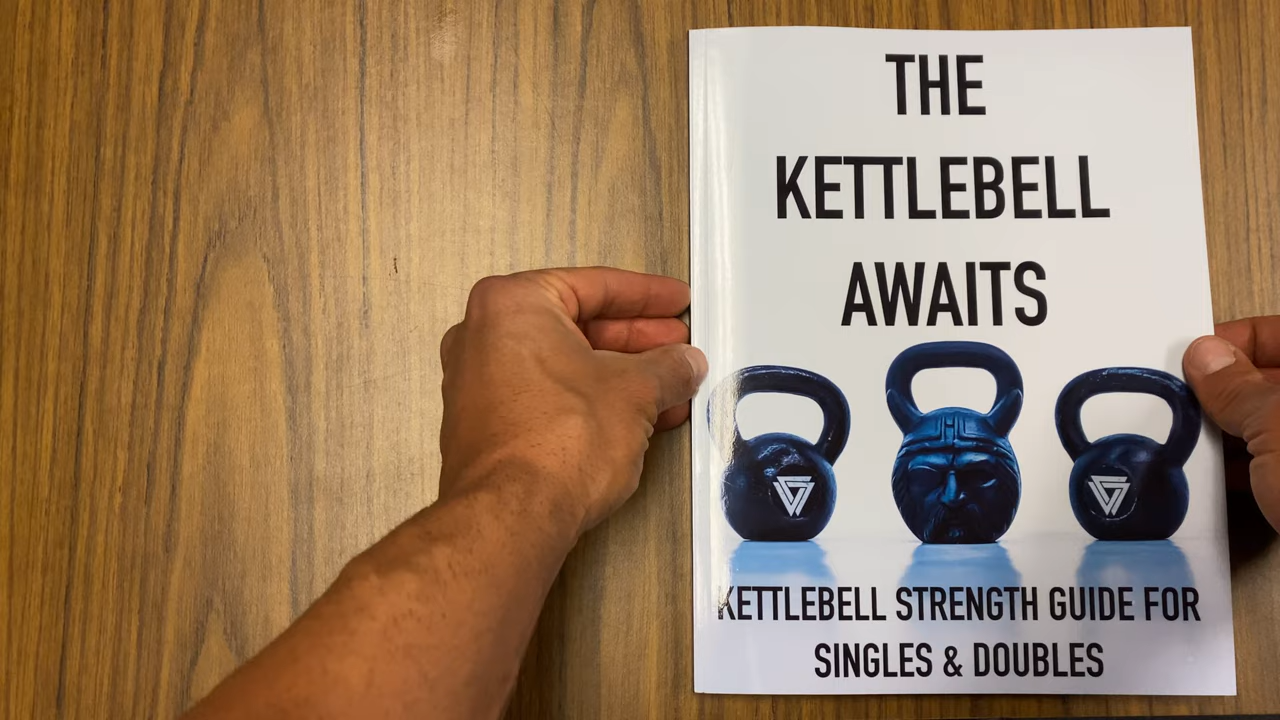 THE
KETTLEBELL
AWAITS
KETTLEBELL STRENGTH GUIDE FOR
SINGLES & DOUBLES